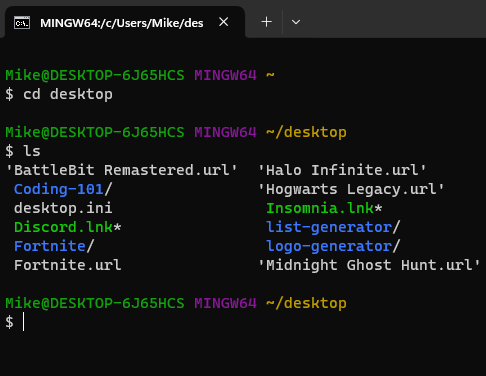 MINGW64:/c/Users/Mike/des
Mike@DESKTOP-6J65HCS MINGW64 ~
$ cd desktop
Mike@DESKTOP-6J65HCS MINGW64 ~/desktop
$ ls
'BattleBit Remastered.url'  'Halo Infinite.url'
Coding-101/  'Hogwarts Legacy.url'
desktop.ini  Insomnia.lnk*
Discord.lnk*  list-generator/
Fortnite/  logo-generator/
Fortnite.url  'Midnight Ghost Hunt.url'
Mike@DESKTOP-6J65HCS MINGW64 ~/desktop
$